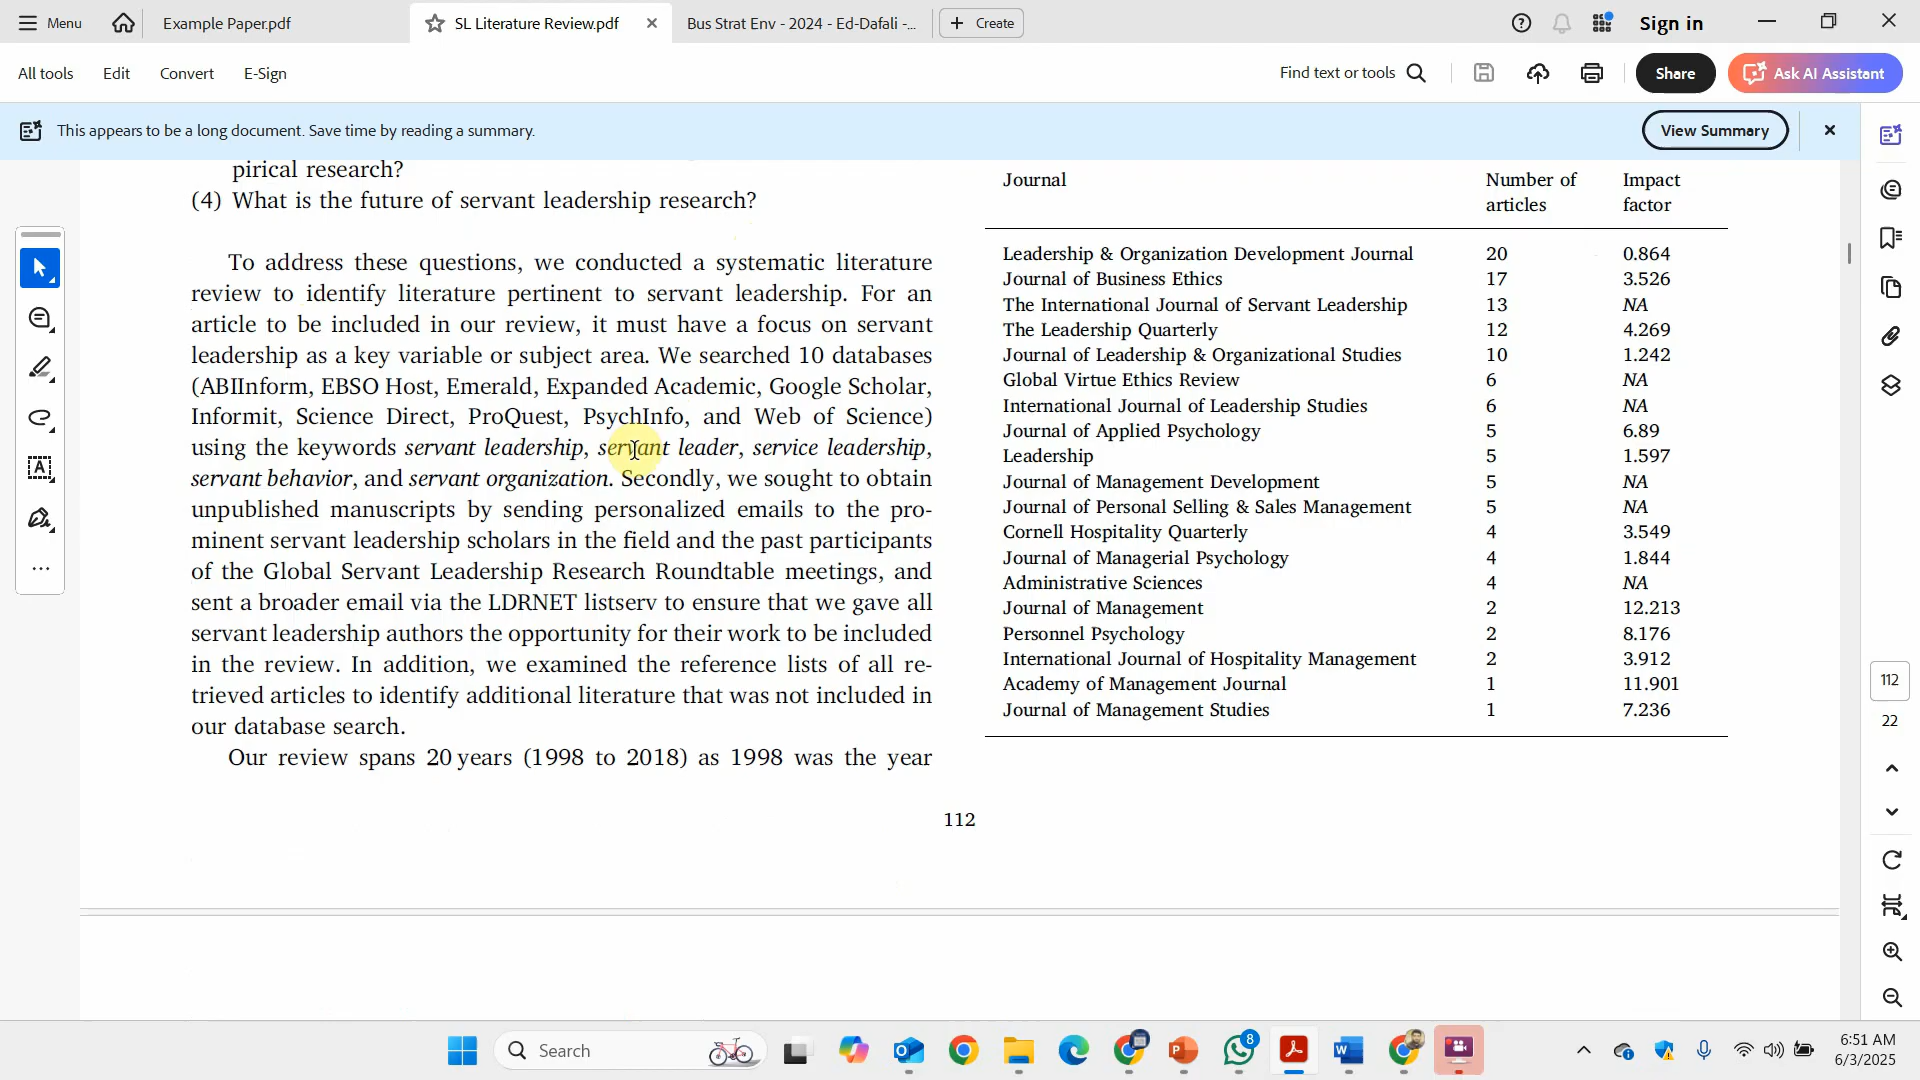 Menu
Example Paper.pdf
SL Literature Review.pdf
Bus Strat Env - 2024 - Ed-Dafali -...
Create
Sign in
All tools
Edit
Convert
E-Sign
Find text or tools
Share
Ask AI Assistant
This appears to be a long document. Save time by reading a summary.
View Summary
pirical research?
(4) What is the future of servant leadership research?
To address these questions, we conducted a systematic literature
review to identify literature pertinent to servant leadership. For an
article to be included in our review, it must have a focus on servant
leadership as a key variable or subject area. We searched 10 databases
(ABIInform, EBSO Host, Emerald, Expanded Academic, Google Scholar,
Informit, Science Direct, ProQuest, PsychInfo, and Web of Science)
using the keywords servant leadership, servant leader, service leadership,
servant behavior, and servant organization. Secondly, we sought to obtain
unpublished manuscripts by sending personalized emails to the pro-
minent servant leadership scholars in the field and the past participants
of the Global Servant Leadership Research Roundtable meetings, and
sent a broader email via the LDRNET listserv to ensure that we gave all
servant leadership authors the opportunity for their work to be included
in the review. In addition, we examined the reference lists of all re-
trieved articles to identify additional literature that was not included in
our database search.
Our review spans 20 years (1998 to 2018) as 1998 was the year
Journal Number of articles Impact factor
Leadership & Organization Development Journal 20 0.864
Journal of Business Ethics 17 3.526
The International Journal of Servant Leadership 13 NA
The Leadership Quarterly 12 4.269
Journal of Leadership & Organizational Studies 10 1.242
Global Virtue Ethics Review 6 NA
International Journal of Leadership Studies 6 NA
Journal of Applied Psychology 5 6.89
Leadership 5 1.597
Journal of Management Development 5 NA
Journal of Personal Selling & Sales Management 5 NA
Cornell Hospitality Quarterly 4 3.549
Journal of Managerial Psychology 4 1.844
Administrative Sciences 4 NA
Journal of Management 2 12.213
Personnel Psychology 2 8.176
International Journal of Hospitality Management 2 3.912
Academy of Management Journal 1 11.901
Journal of Management Studies 1 7.236
112
112
22
Search
8
6:51 AM
6/3/2025